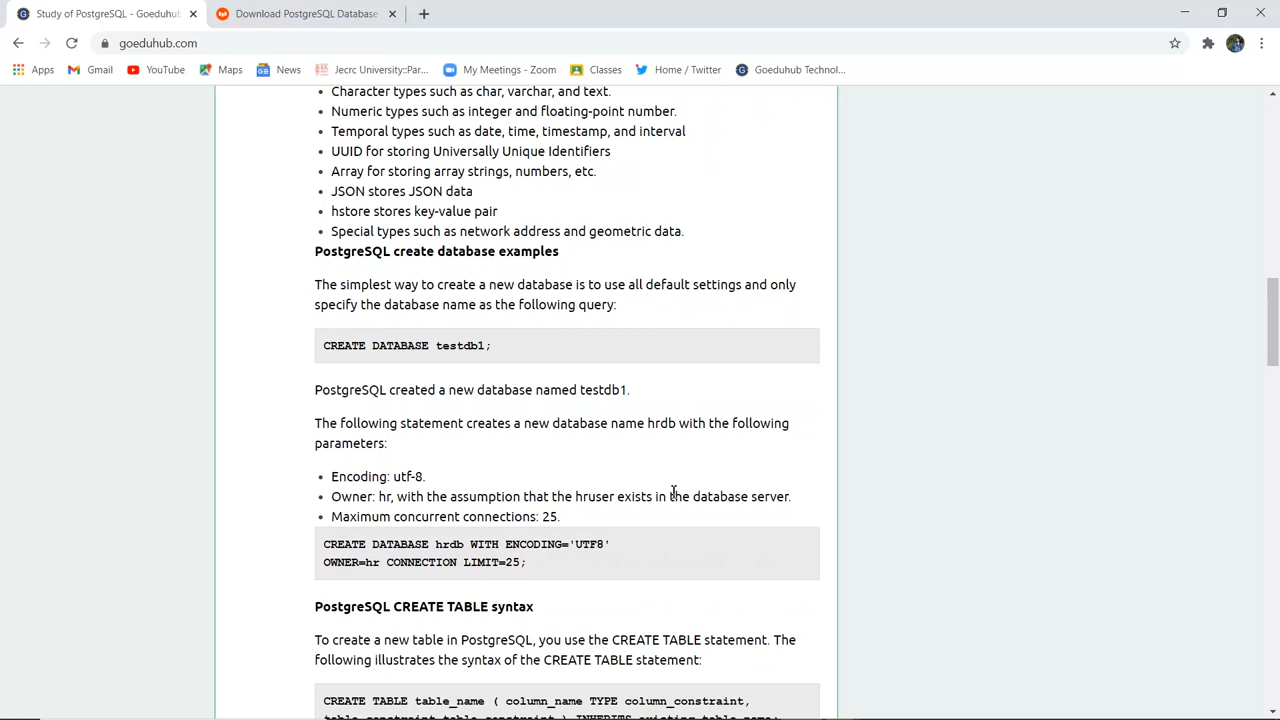 Study of PostgreSQL - Goeduhub
Download PostgreSQL Database
goeduhub.com
Apps Gmail YouTube Maps News Jecrc University::Par... My Meetings - Zoom Classes Home / Twitter Goeduhub Technol...
Character types such as char, varchar, and text.
Numeric types such as integer and floating-point number.
Temporal types such as date, time, timestamp, and interval
UUID for storing Universally Unique Identifiers
Array for storing array strings, numbers, etc.
JSON stores JSON data
hstore stores key-value pair
Special types such as network address and geometric data.
PostgreSQL create database examples
The simplest way to create a new database is to use all default settings and only
specify the database name as the following query:
CREATE DATABASE testdb1;
PostgreSQL created a new database named testdb1.
The following statement creates a new database name hrdb with the following
parameters:
Encoding: utf-8.
Owner: hr, with the assumption that the hruser exists in the database server.
Maximum concurrent connections: 25.
CREATE DATABASE hrdb WITH ENCODING='UTF8'
OWNER=hr CONNECTION LIMIT=25;
PostgreSQL CREATE TABLE syntax
To create a new table in PostgreSQL, you use the CREATE TABLE statement. The
following illustrates the syntax of the CREATE TABLE statement:
CREATE TABLE table_name ( column_name TYPE column_constraint,
table_constraint table_constraint ) INHERITS existing_table_name;